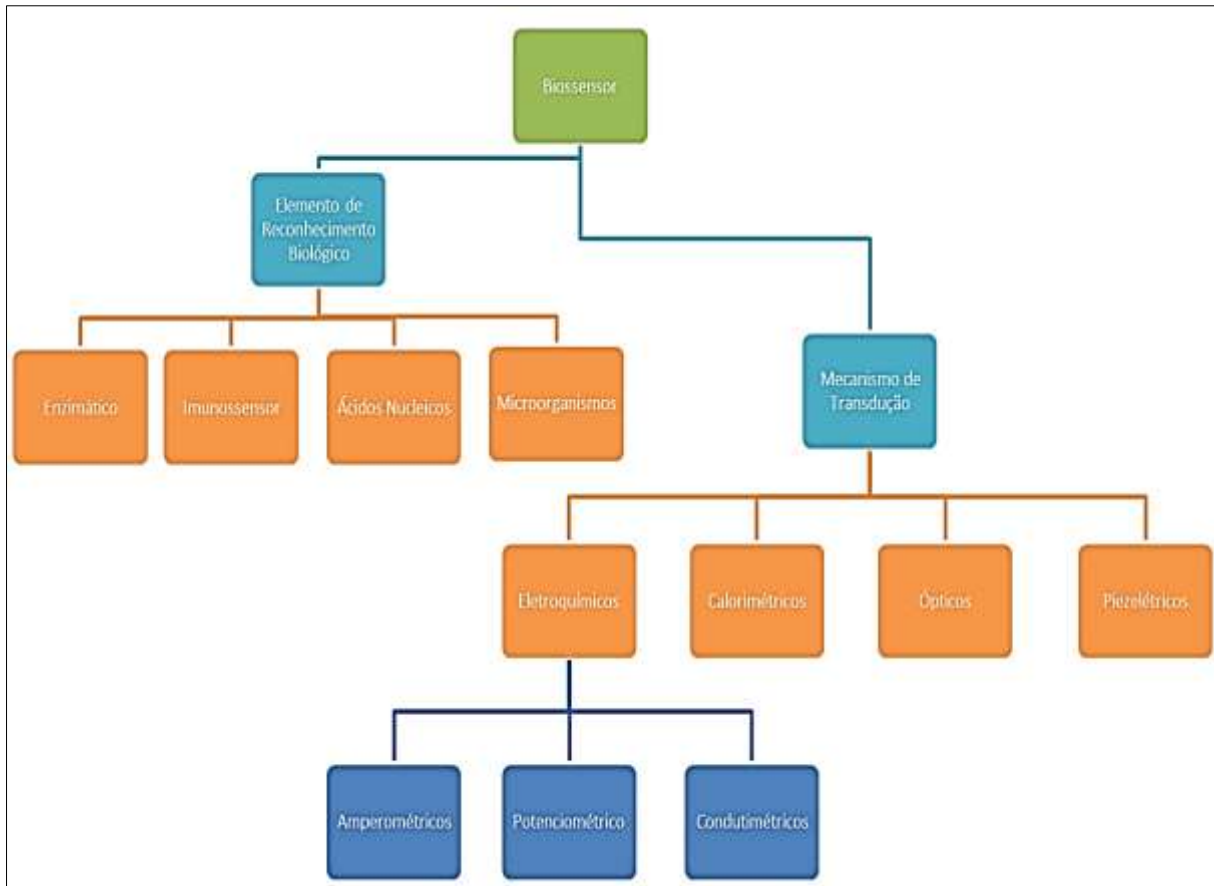 Biossensor
Elemento de
Reconhecimento
Biológico
Enzimático
Imunussensor
Ácidos Nucleicos
Microorganismos
Mecanismo de
Transdução
Eletroquímicos
Calorimétricos
Ópticos
Piezelétricos
Amperométricos
Potenciométrico
Condutimétricos